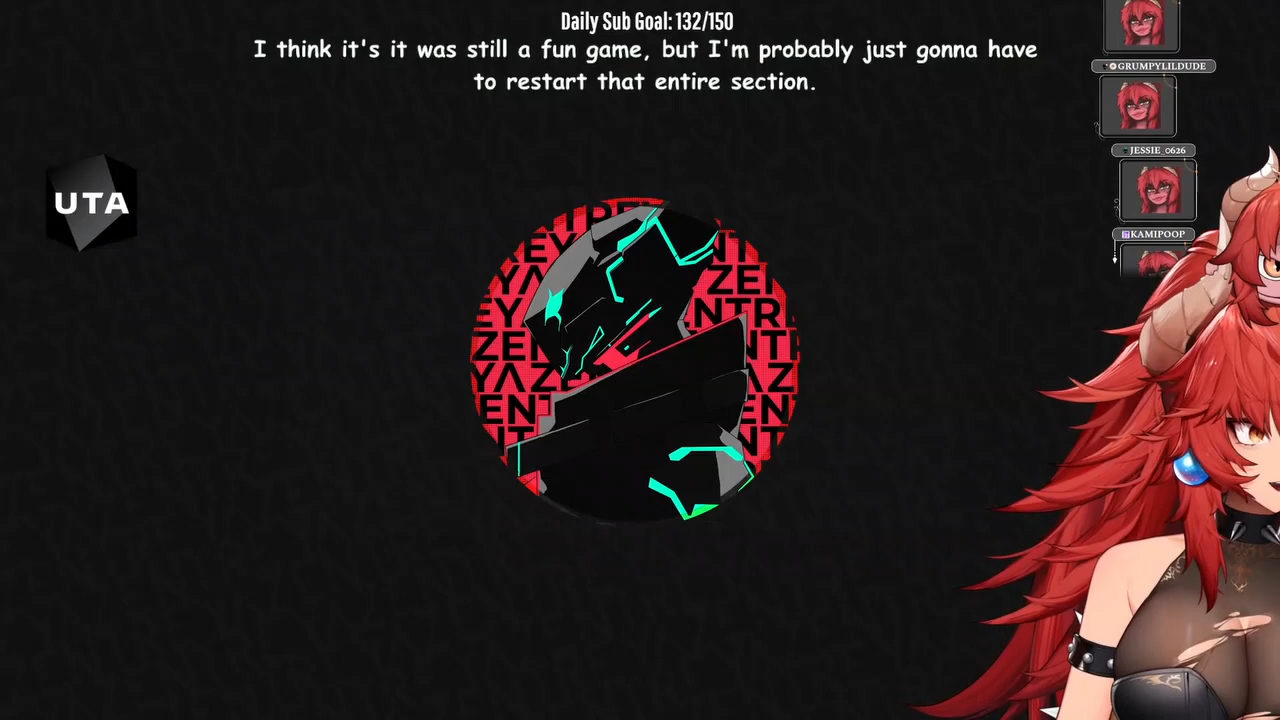 Daily Sub Goal: 132/150
I think it's it was still a fun game, but I'm probably just gonna have
to restart that entire section.
GRUMPYLILDUDE
JESSIE_0626
KAMIPOOP
UTA